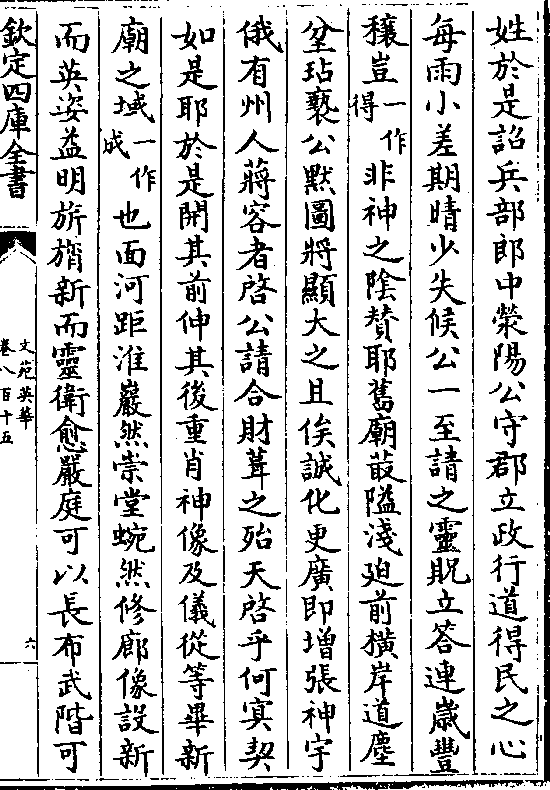 姓於是詔兵部郎中滎陽公守郡立政行道得民之心
每雨小差期晴少失候公一至請之靈貺立答連歲豐
穰豈一作得非神之陰賛耶舊廟菆隘淺廹前橫岸道塵
坌玷褻公黙圖將顯大之且俟誠化更廣即增張神宇
俄有州人蔣容者啓公請合財葺之殆天啓乎何㝠契
如是耶於是開其前伸其後重肖神像及儀從等畢新
廟之域一作成也面河距淮巖然崇堂蜿然修廊像設新
而英姿益明旂旓新而靈衛愈嚴庭可以長布武階可
欽定四庫全書
文苑英華
卷八百十五
六